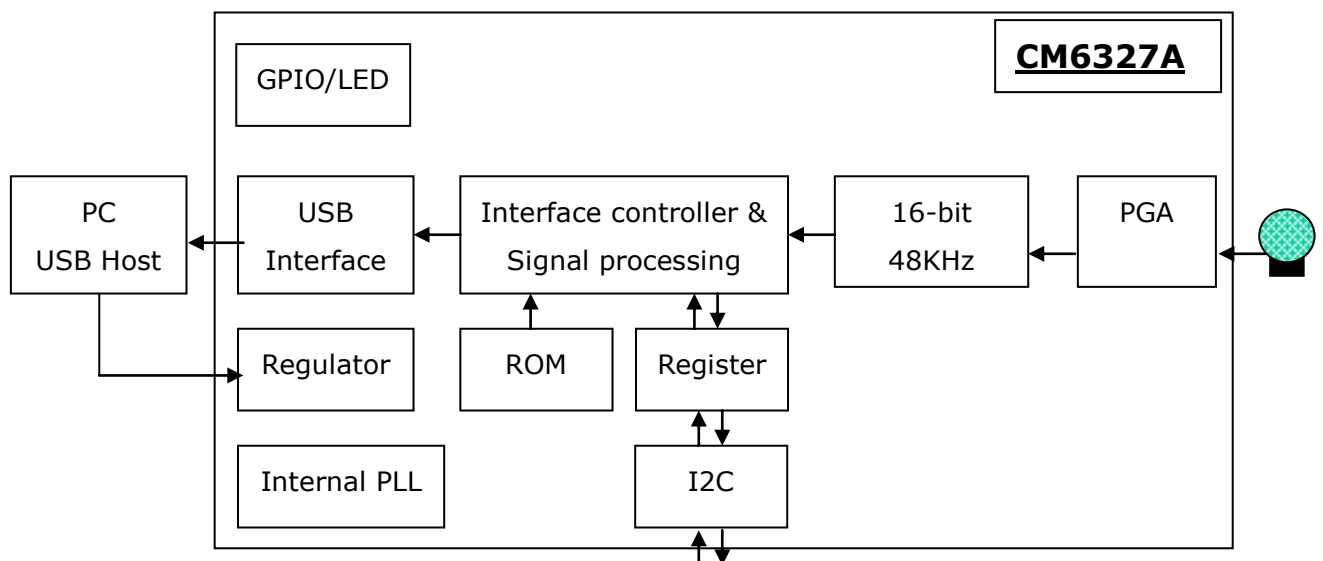 CM6327A
GPIO/LED
PC
USB Host
USB
Interface
Interface controller &
Signal processing
16-bit
48KHz
PGA
Regulator
ROM
Register
Internal PLL
I2C